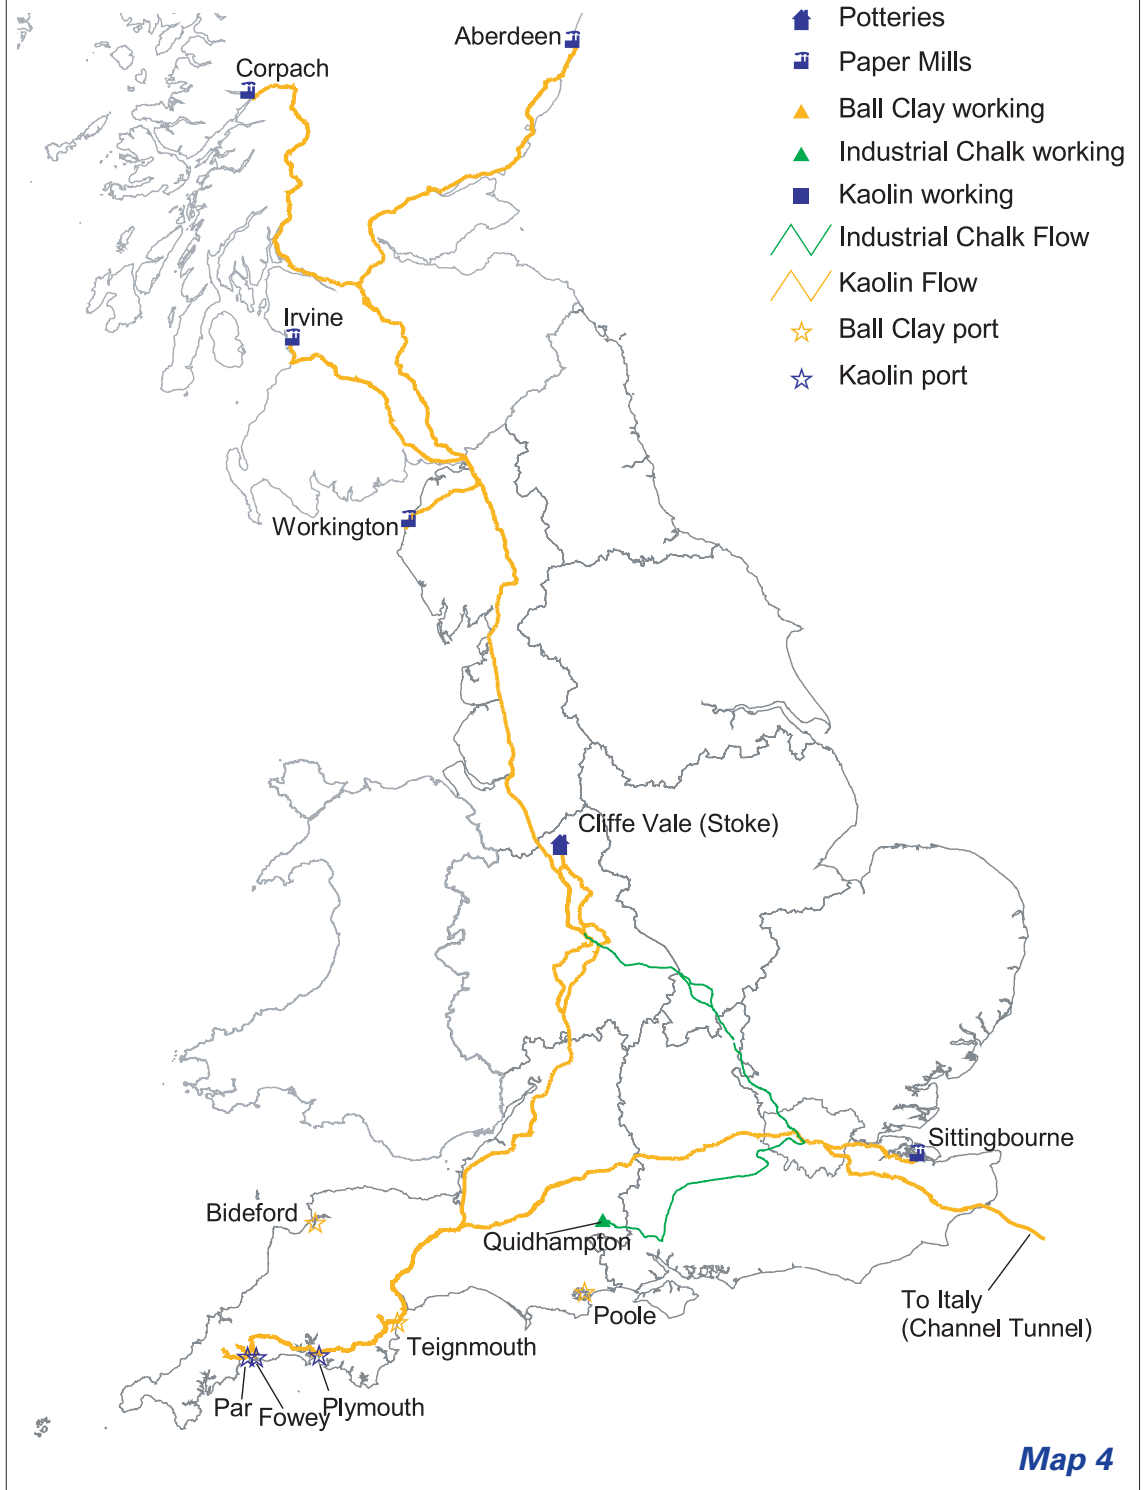 Potteries
Paper Mills
Ball Clay working
Industrial Chalk working
Kaolin working
Industrial Chalk Flow
Kaolin Flow
Ball Clay port
Kaolin port
Aberdeen
Corpach
Irvine
Workington
Cliffe Vale (Stoke)
Sittingbourne
Bideford
Quidhampton
To Italy
(Channel Tunnel)
Poole
Teignmouth
Par
Fowey
Plymouth
Map 4